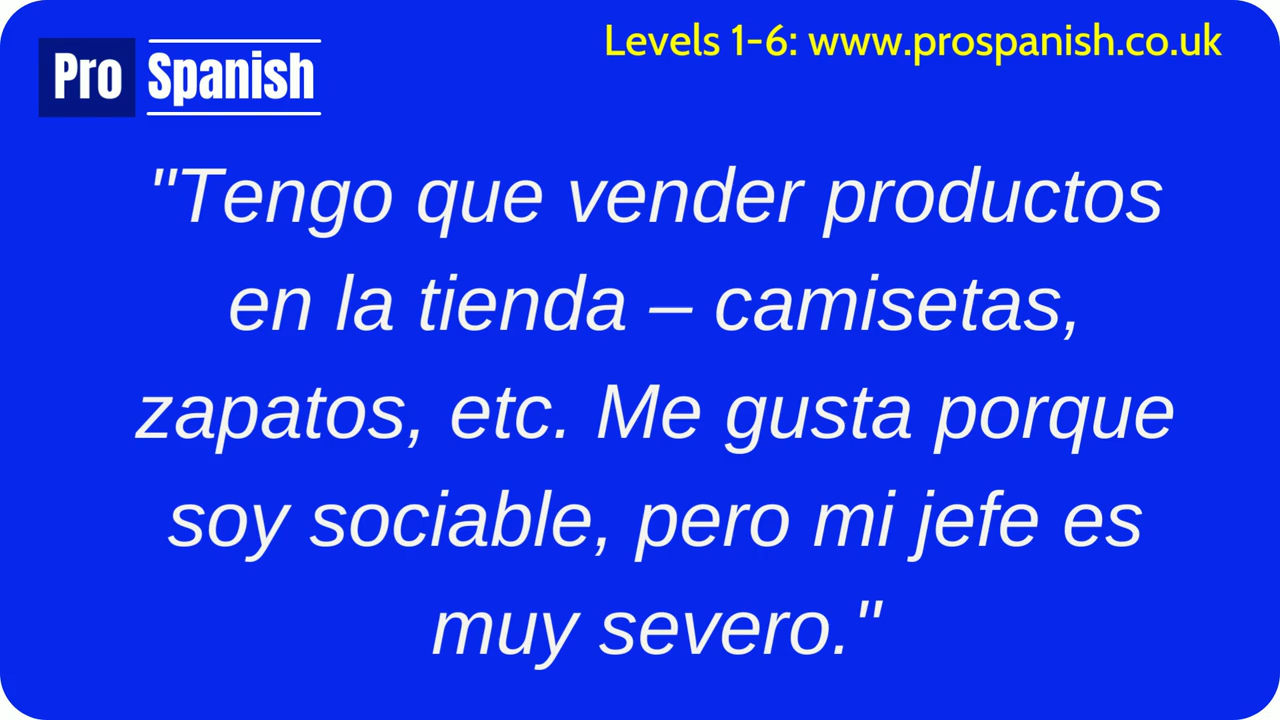 Pro Spanish
Levels 1-6: www.prospanish.co.uk
"Tengo que vender productos
en la tienda – camisetas,
zapatos, etc. Me gusta porque
soy sociable, pero mi jefe es
muy severo."